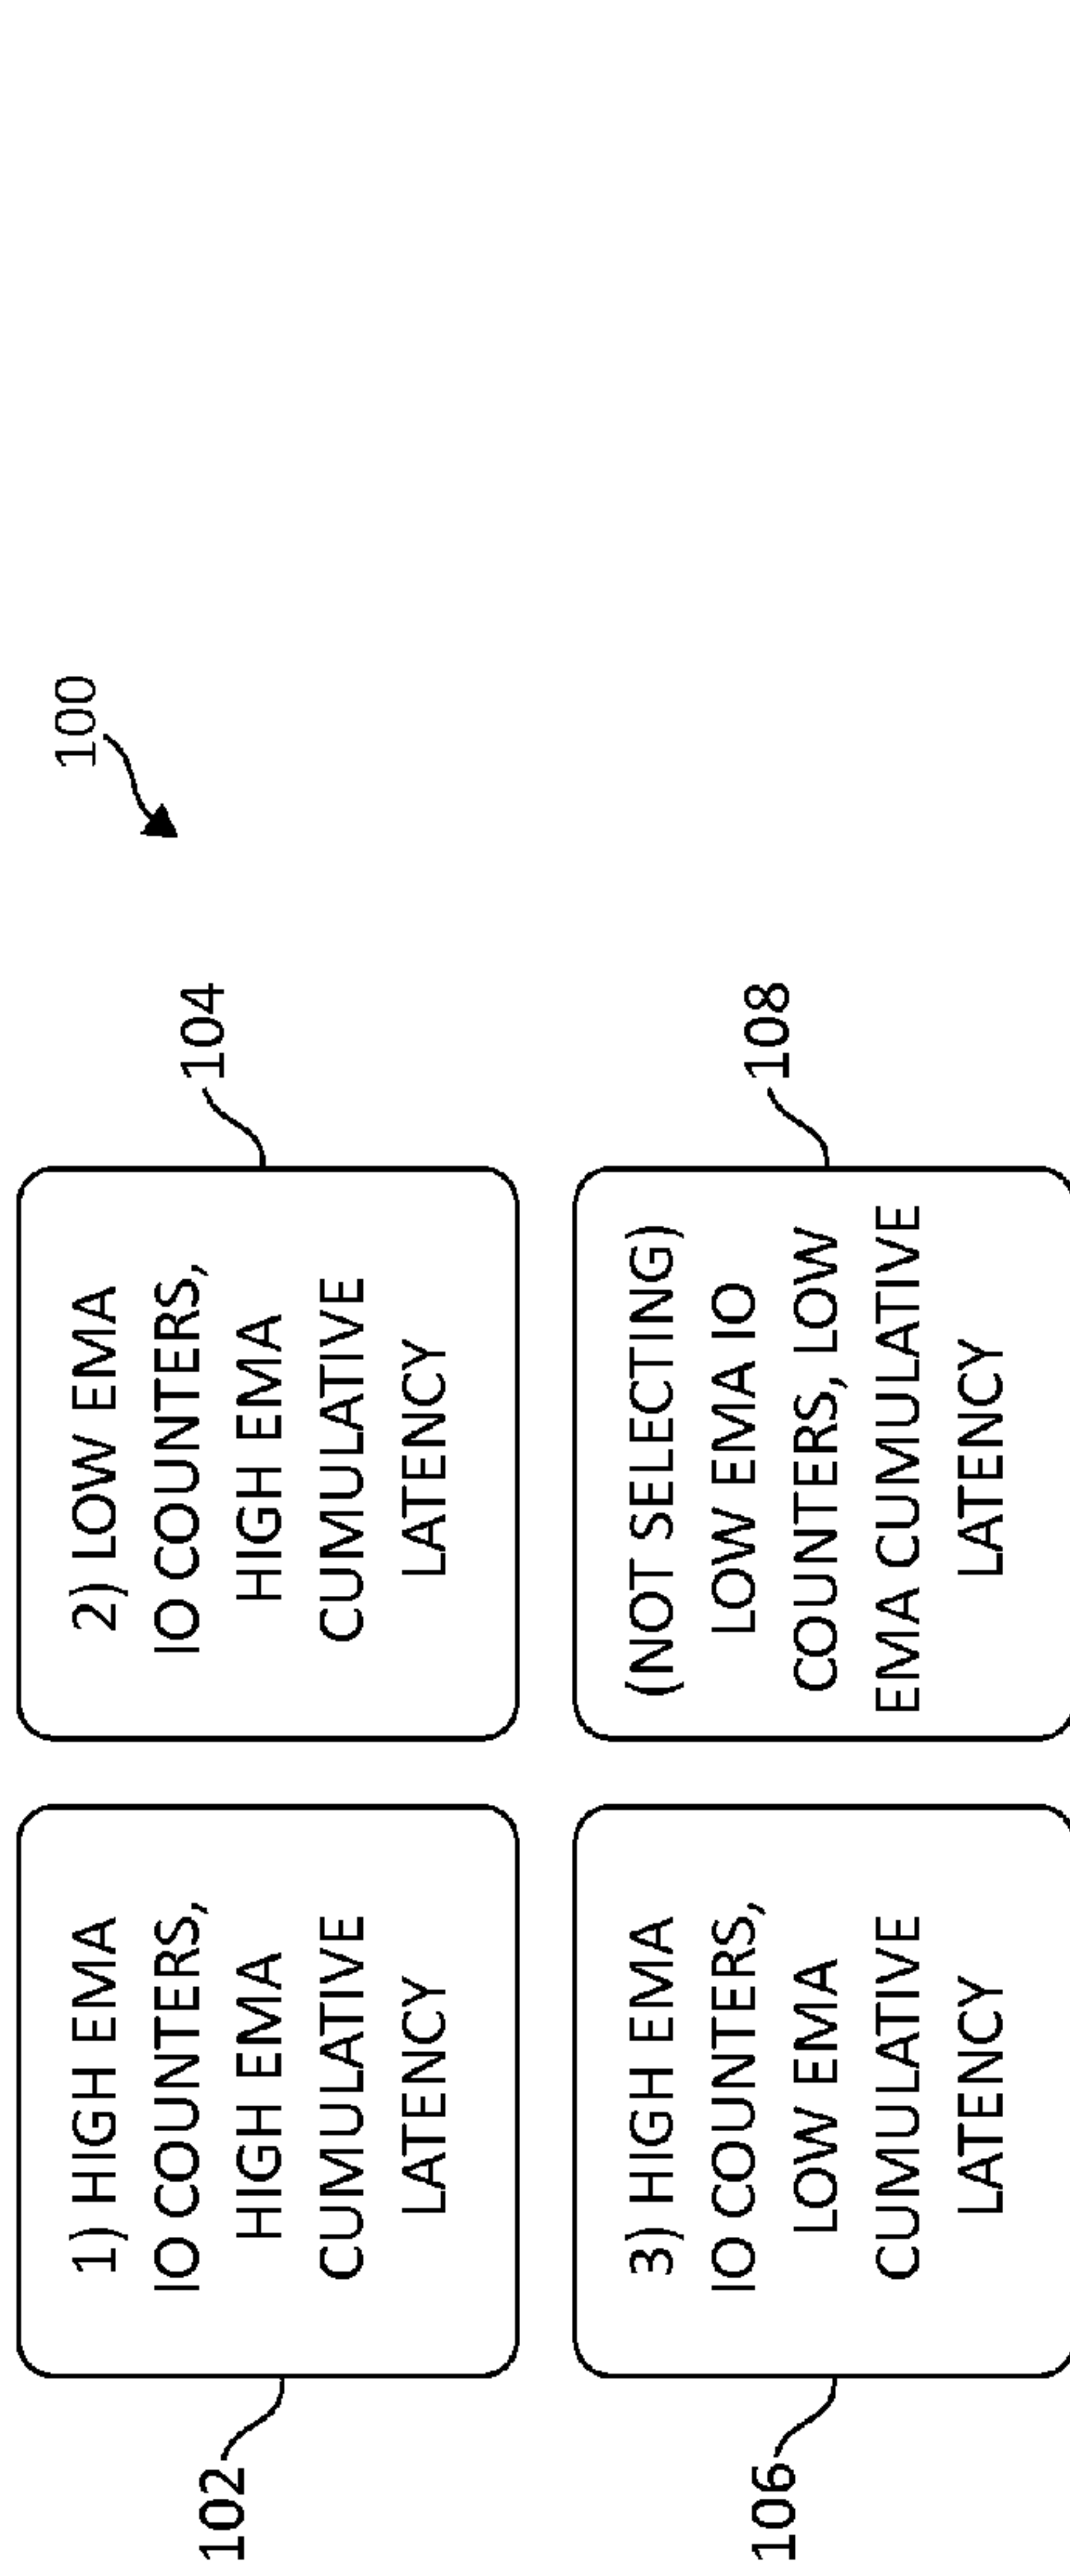 100
102
1) HIGH EMA
IO COUNTERS,
HIGH EMA
CUMULATIVE
LATENCY
2) LOW EMA
IO COUNTERS,
HIGH EMA
CUMULATIVE
LATENCY
104
106
3) HIGH EMA
IO COUNTERS,
LOW EMA
CUMULATIVE
LATENCY
(NOT SELECTING)
LOW EMA IO
COUNTERS, LOW
EMA CUMULATIVE
LATENCY
108